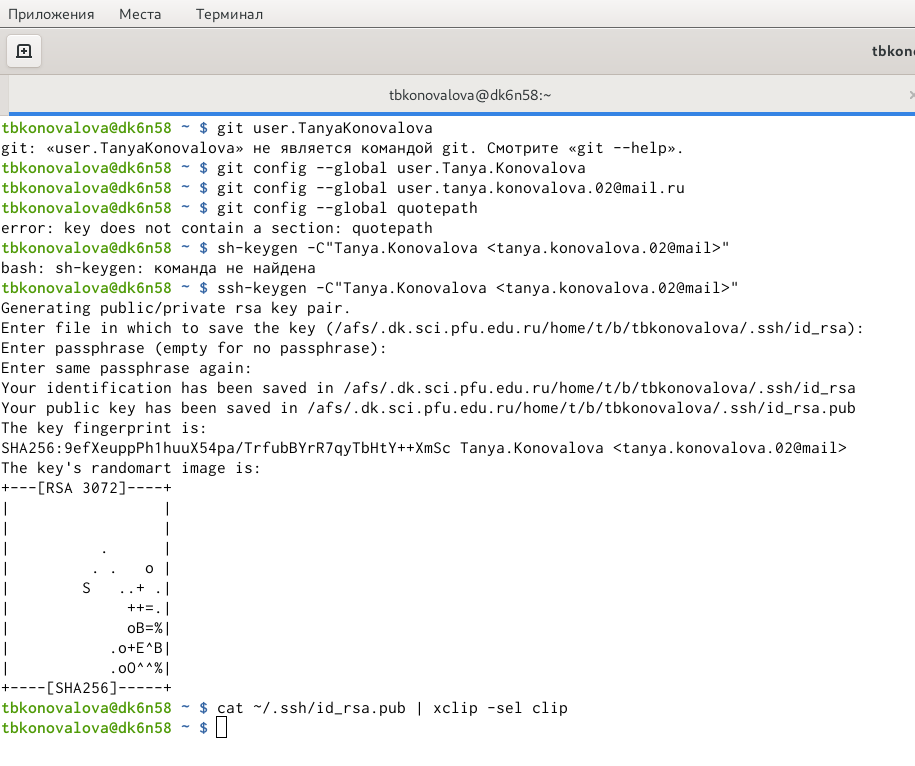 Приложения Места Терминал
tbkono
tbkonovalova@dk6n58:~ ×
tbkonovalova@dk6n58 ~ $ git user.TanyaKonovalova
git: «user.TanyaKonovalova» не является командой git. Смотрите «git --help».
tbkonovalova@dk6n58 ~ $ git config --global user.Tanya.Konovalova
tbkonovalova@dk6n58 ~ $ git config --global user.tanya.konovalova.02@mail.ru
tbkonovalova@dk6n58 ~ $ git config --global quotepath
error: key does not contain a section: quotepath
tbkonovalova@dk6n58 ~ $ sh-keygen -C"Tanya.Konovalova <tanya.konovalova.02@mail>"
bash: sh-keygen: команда не найдена
tbkonovalova@dk6n58 ~ $ ssh-keygen -C"Tanya.Konovalova <tanya.konovalova.02@mail>"
Generating public/private rsa key pair.
Enter file in which to save the key (/afs/.dk.sci.pfu.edu.ru/home/t/b/tbkonovalova/.ssh/id_rsa):
Enter passphrase (empty for no passphrase):
Enter same passphrase again:
Your identification has been saved in /afs/.dk.sci.pfu.edu.ru/home/t/b/tbkonovalova/.ssh/id_rsa
Your public key has been saved in /afs/.dk.sci.pfu.edu.ru/home/t/b/tbkonovalova/.ssh/id_rsa.pub
The key fingerprint is:
SHA256:9efXeuppPh1huuX54pa/TrfubBYrR7qyTbHtY++XmSc Tanya.Konovalova <tanya.konovalova.02@mail>
The key's randomart image is:
+---[RSA 3072]----+
|                 |
|                 |
|          .      |
|         . .   o |
|        S   ..+ .|
|             ++=.|
|             oB=%|
|           .o+E^B|
|           .oO^^%|
+----[SHA256]-----+
tbkonovalova@dk6n58 ~ $ cat ~/.ssh/id_rsa.pub | xclip -sel clip
tbkonovalova@dk6n58 ~ $